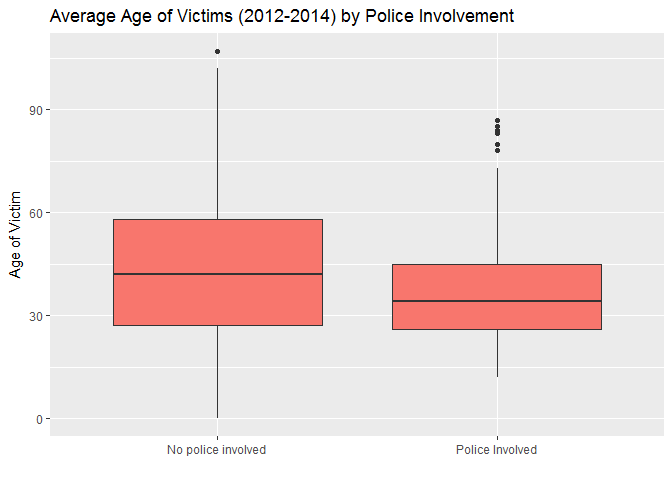 Average Age of Victims (2012-2014) by Police Involvement
Age of Victim
90
60
30
0
No police involved
Police Involved